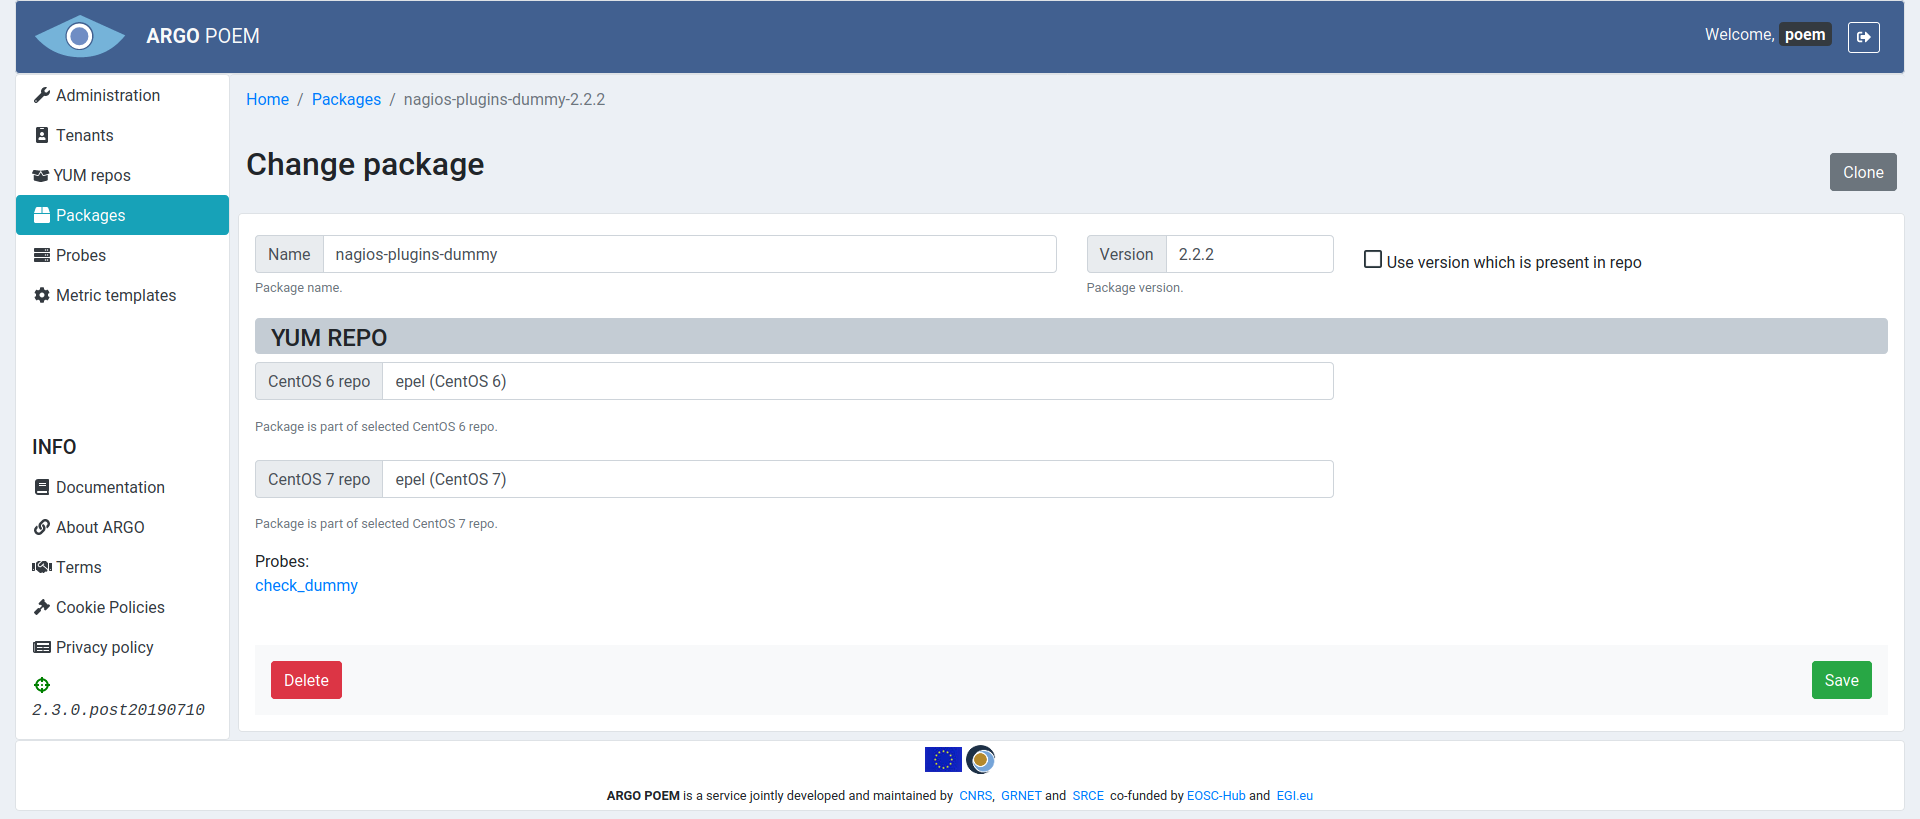 ARGO POEM
Welcome, poem
Administration
Tenants
YUM repos
Packages
Probes
Metric templates
INFO
Documentation
About ARGO
Terms
Cookie Policies
Privacy policy
2.3.0.post20190710
Home / Packages / nagios-plugins-dummy-2.2.2
Change package
Clone
Name nagios-plugins-dummy
Package name.
Version 2.2.2
Package version.
Use version which is present in repo
YUM REPO
CentOS 6 repo epel (CentOS 6)
Package is part of selected CentOS 6 repo.
CentOS 7 repo epel (CentOS 7)
Package is part of selected CentOS 7 repo.
Probes:
check_dummy
Delete
Save
ARGO POEM is a service jointly developed and maintained by CNRS, GRNET and SRCE co-funded by EOSC-Hub and EGI.eu